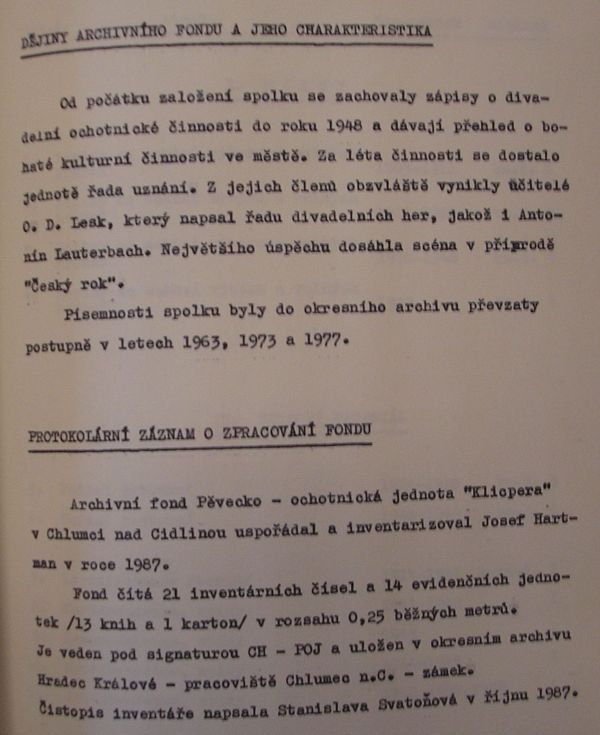 DĚJINY ARCHIVNÍHO FONDU A JEHO CHARAKTERISTIKA
Od počátku založení spolku se zachovaly zápisy o diva-
delní ochotnické činnosti do roku 1948 a dávají přehled o bo-
haté kulturní činnosti ve městě. Za léta činnosti se dostalo
jednotě řada uznání. Z jejich členů obzvláště vynikly učitelé
O. D. Lesk, který napsal řadu divadelních her, jakož i Anto-
nín Lauterbach. Největšího úspěchu dosáhla scéna v přírodě
"Český rok".
Písemnosti spolku byly do okresního archivu převzaty
postupně v letech 1963, 1973 a 1977.
PROTOKOLÁRNÍ ZÁZNAM O ZPRACOVÁNÍ FONDU
Archivní fond Pěvecko - ochotnická jednota "Klicpera"
v Chlumci nad Cidlinou uspořádal a inventarizoval Josef Hart-
man v roce 1987.
Fond čítá 21 inventárních čísel a 14 evidenčních jedno-
tek /13 knih a 1 karton/ v rozsahu 0,25 běžných metrů.
Je veden pod signaturou CH - POJ a uložen v okresním archivu
Hradec Králové - pracoviště Chlumec n.C. - zámek.
Čistopis inventáře napsala Stanislava Svatoňová v říjnu 1987.